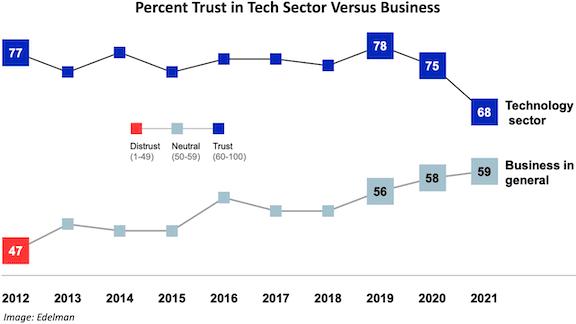 Percent Trust in Tech Sector Versus Business
77
78
75
68
Technology
sector
Distrust
(1-49)
Neutral
(50-59)
Trust
(60-100)
Business in
general
47
56
58
59
2012 2013 2014 2015 2016 2017 2018 2019 2020 2021
Image: Edelman